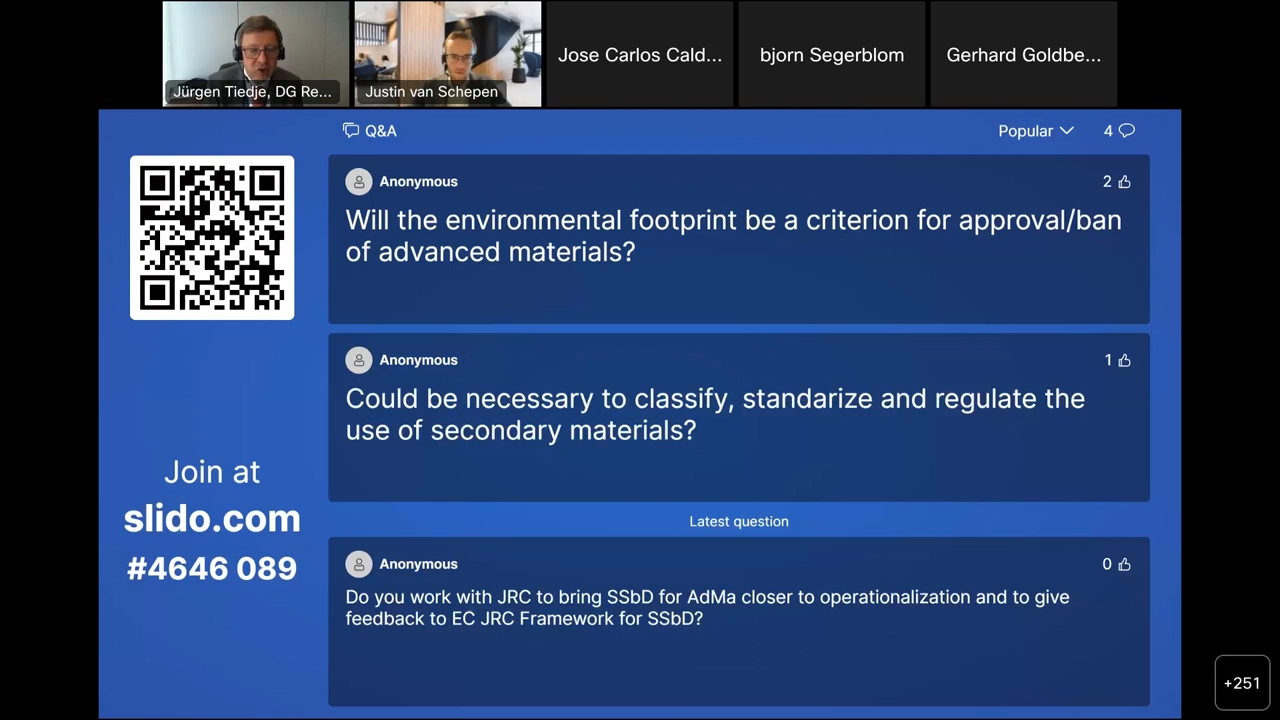 Jürgen Tiedje, DG Re...
Justin van Schepen
Jose Carlos Cald...
bjorn Segerblom
Gerhard Goldbe...
Q&A
Popular
4
Anonymous
2
Will the environmental footprint be a criterion for approval/ban
of advanced materials?
Anonymous
1
Could be necessary to classify, standarize and regulate the
use of secondary materials?
Join at
slido.com
#4646 089
Latest question
Anonymous
0
Do you work with JRC to bring SSbD for AdMa closer to operationalization and to give
feedback to EC JRC Framework for SSbD?
+251